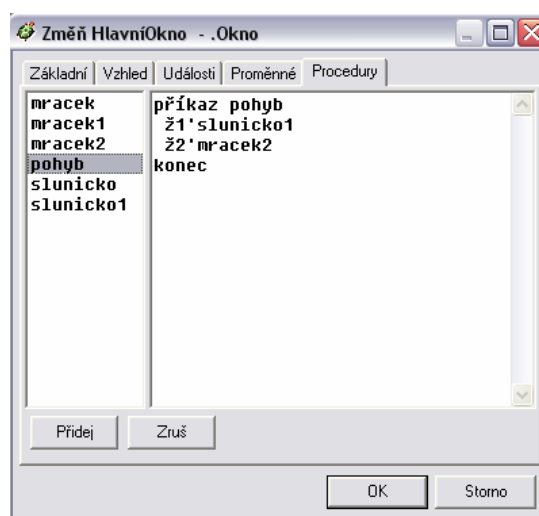 Změň HlavníOkno - .Okno
Základní Vzhled Události Proměnné Procedury
mracek
mracek1
mracek2
pohyb
slunicko
slunicko1
příkaz pohyb
ž1'slunicko1
ž2'mracek2
konec
Přidej Zruš
OK Storno